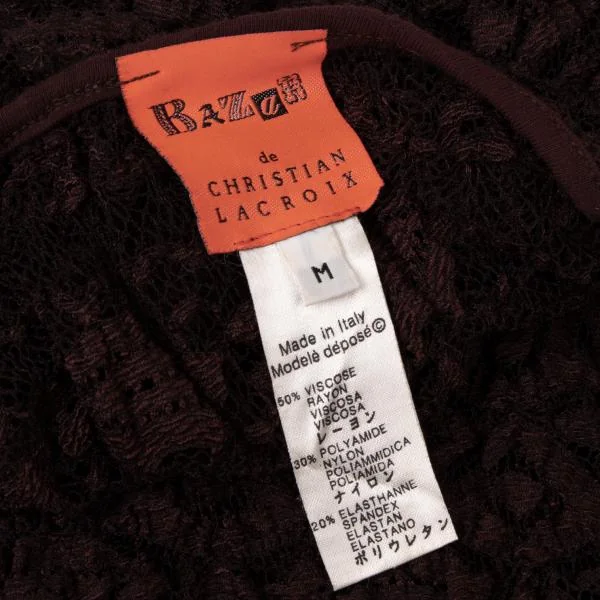 BAZAR
de
CHRISTIAN
LACROIX
M
Made in Italy
Modelè déposé©
50% VISCOSE
RAYON
VISCOSA
VISCOSA
レーヨン
30% POLYAMIDE
NYLON
POLIAMMIDICA
POLIAMIDA
ナイロン
20% ELASTHANNE
SPANDEX
ELASTAN
ELASTANO
ポリウレタン